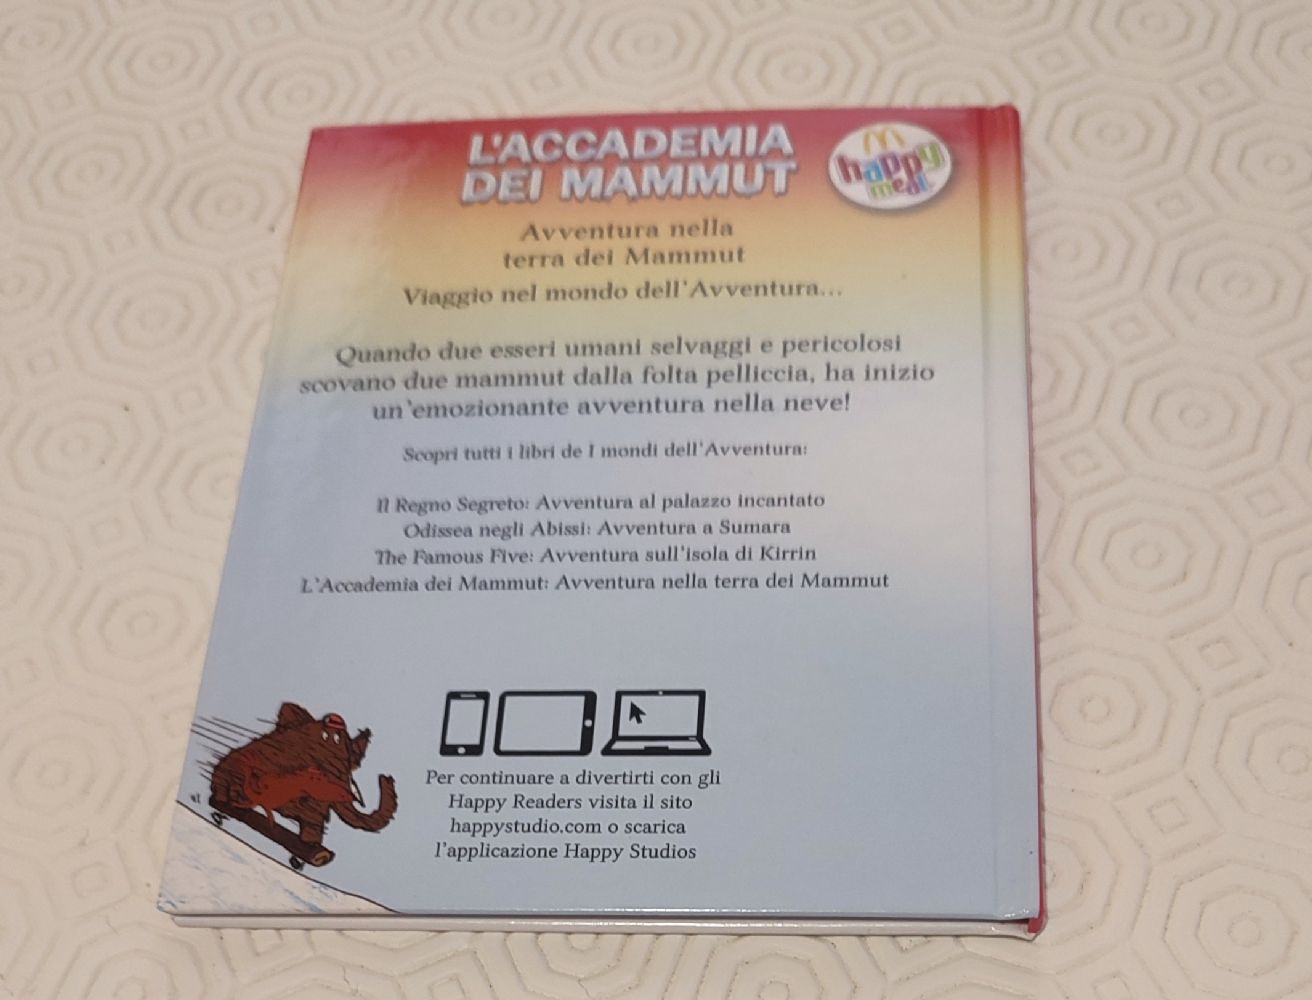 L'ACCADEMIA
DEI MAMMUT
happy
meal
Avventura nella
terra dei Mammut
Viaggio nel mondo dell'Avventura...
Quando due esseri umani selvaggi e pericolosi
scovano due mammut dalla folta pelliccia, ha inizio
un'emozionante avventura nella neve!
Scopri tutti i libri de I mondi dell'Avventura:
Il Regno Segreto: Avventura al palazzo incantato
Odissea negli Abissi: Avventura a Sumara
The Famous Five: Avventura sull'isola di Kirrin
L'Accademia dei Mammut: Avventura nella terra dei Mammut
Per continuare a divertirti con gli
Happy Readers visita il sito
happystudio.com o scarica
l'applicazione Happy Studios